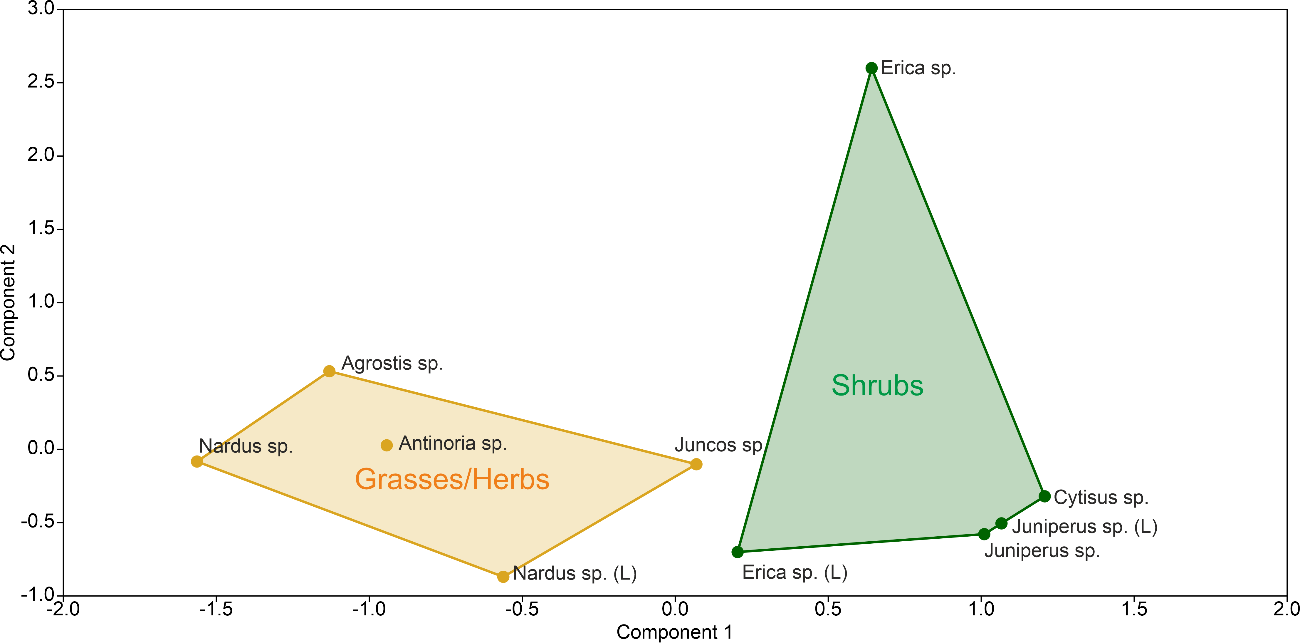 3.0
2.5
2.0
1.5
1.0
0.5
0.0
-0.5
-1.0
Component 2
Erica sp.
Shrubs
Agrostis sp.
Nardus sp.
Antinoria sp.
Juncos sp
Grasses/Herbs
Cytisus sp.
Juniperus sp. (L)
Juniperus sp.
Nardus sp. (L)
Erica sp. (L)
-2.0 -1.5 -1.0 -0.5 0.0 0.5 1.0 1.5 2.0
Component 1